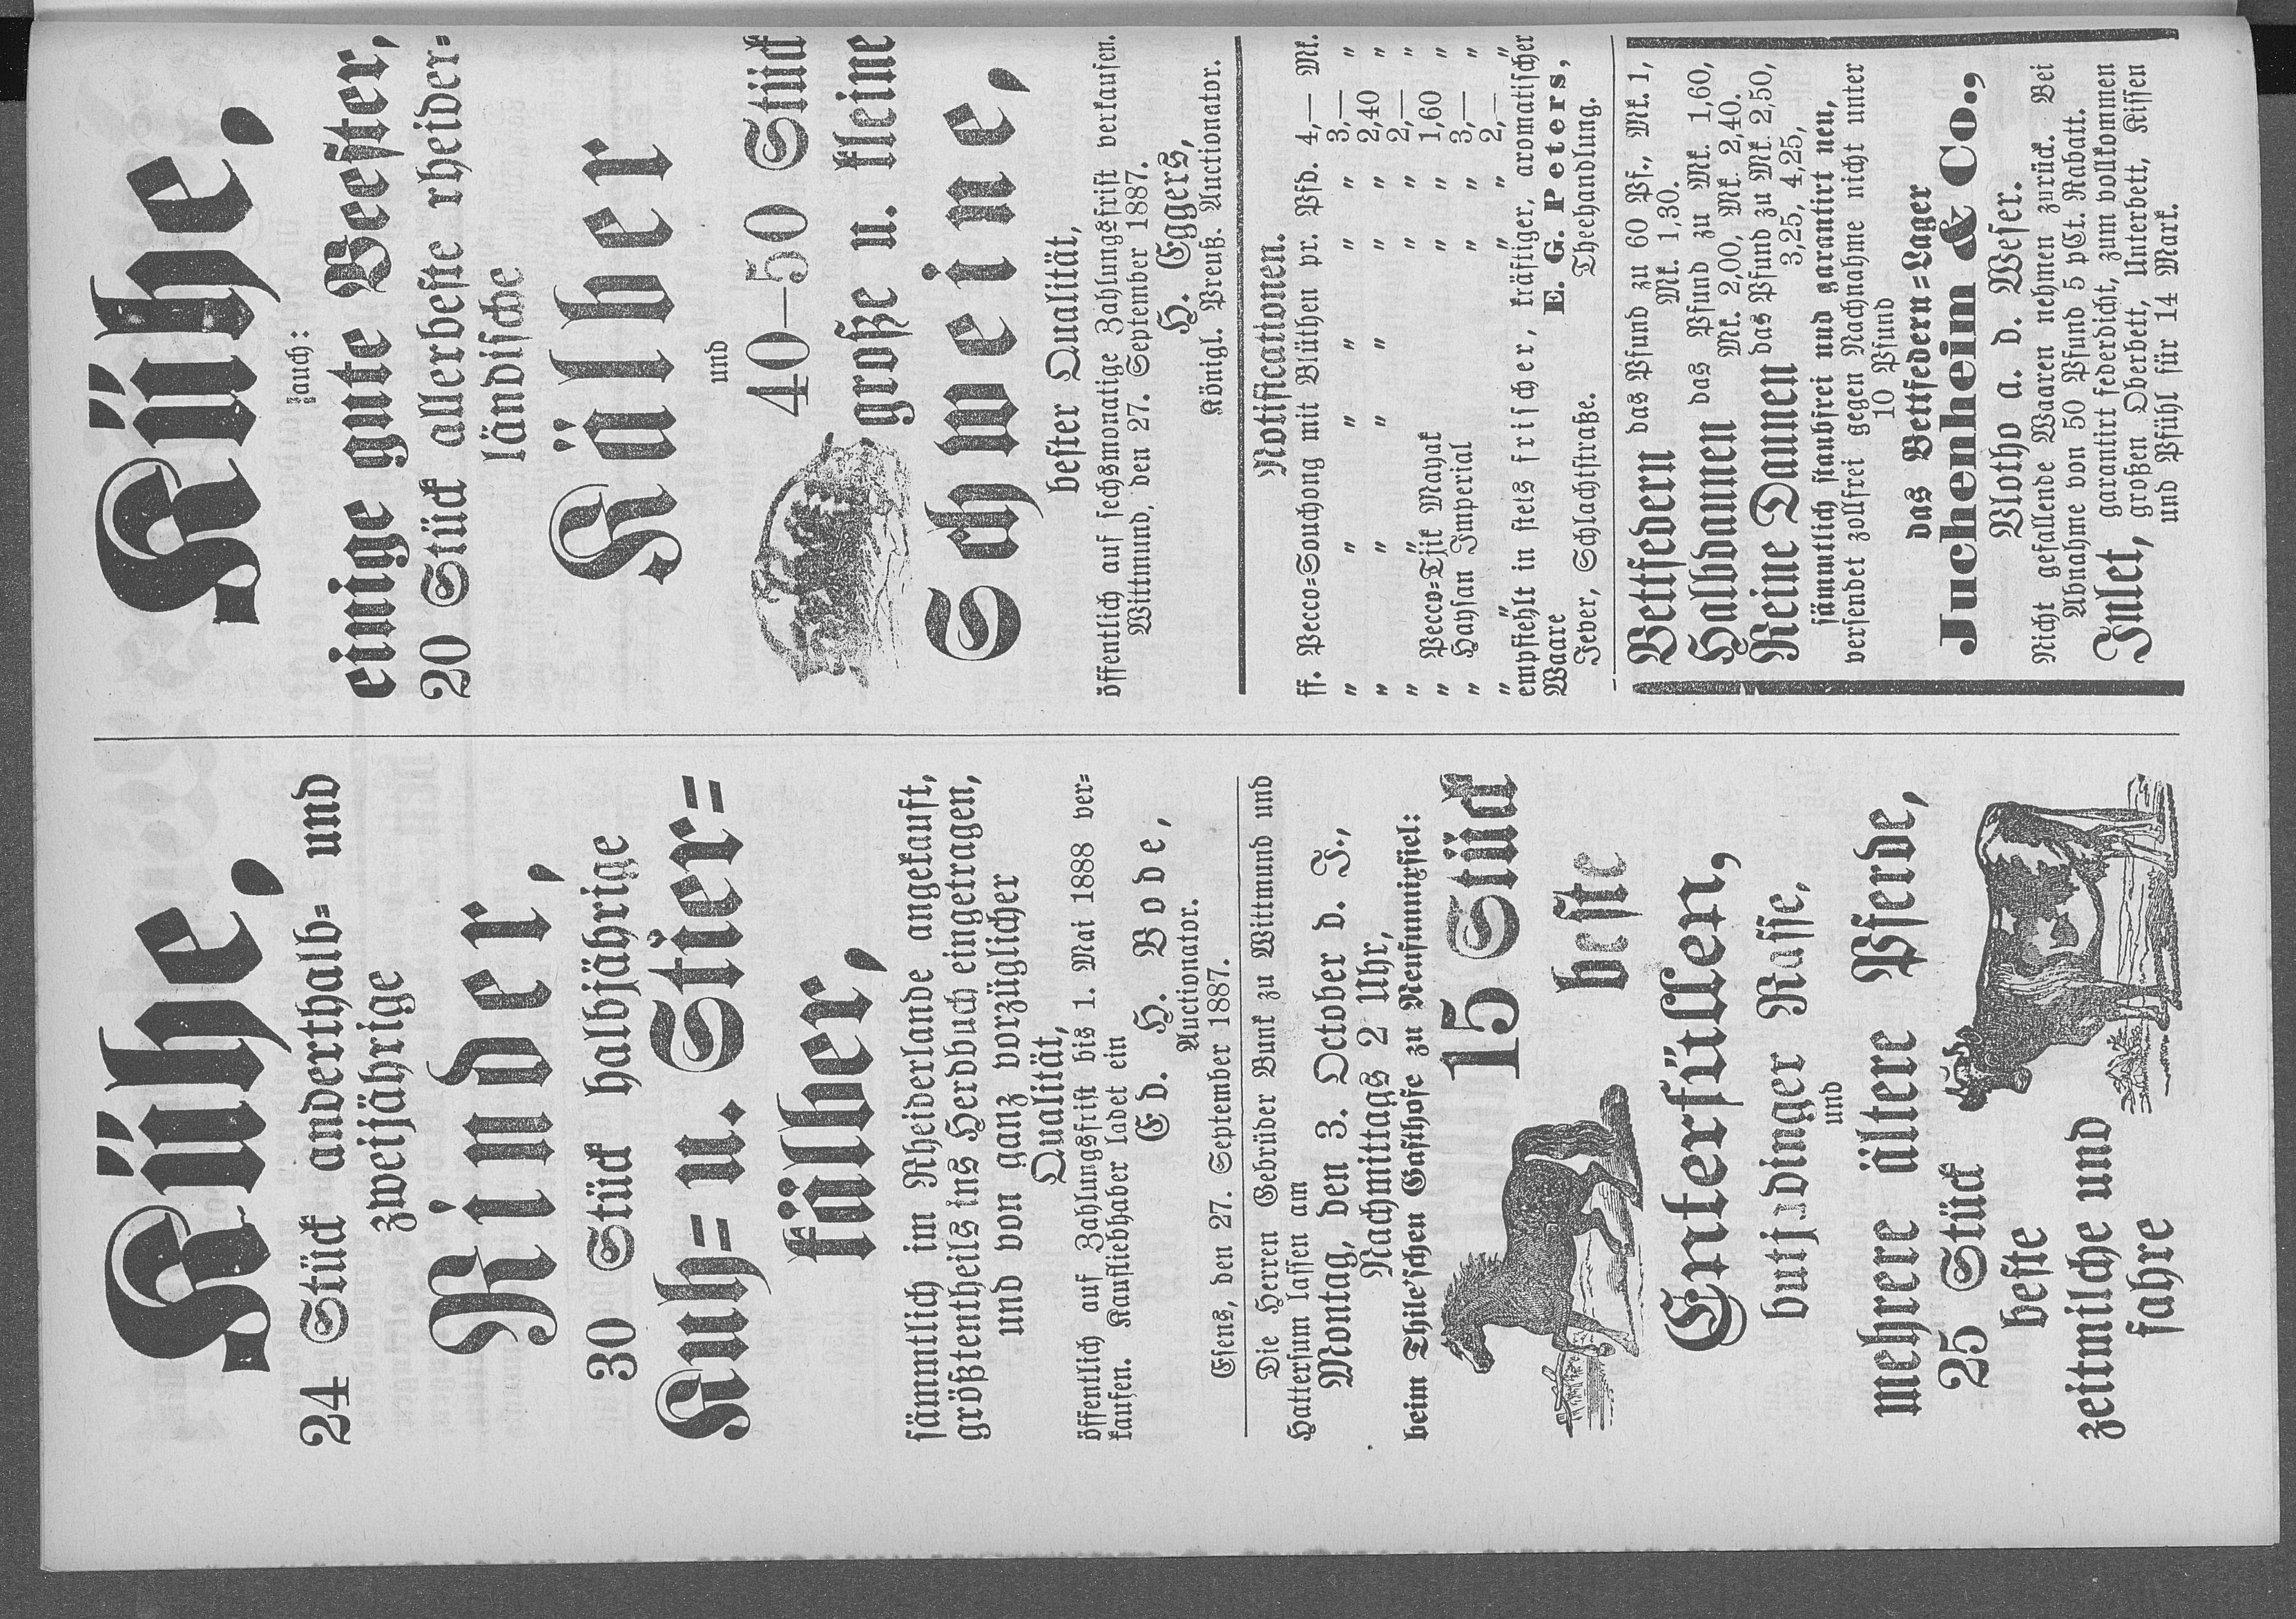 Kühe,
24 Stück anderthalb= und
zweijährige
Rinder,
30 Stück halbjährige
Kuh= u. Stier=
kälber,
sämmtlich im Rheiderlande angekauft,
größtentheils ins Herdbuch eingetragen,
und von ganz vorzüglicher
Qualität,
öffentlich auf Zahlungsfrist bis 1. Mai 1888 ver=
kaufen. Kaufliebhaber ladet ein
Ed. H. Bode,
Auctionator.
Esens, den 27. September 1887.
Die Herren Gebrüder Bunk zu Wittmund und
Hattersum lassen am
Montag, den 3. October d. J.,
Nachmittags 2 Uhr,
beim Thile'schen Gasthofe zu Neufunnixsiel:
15 Stück
beste
Enterfüllen,
butjadinger Rasse,
und
mehrere ältere Pferde,
25 Stück
beste
zeitmilche und
fahre
Kühe,
auch:
einige gute Beester,
20 Stück allerbeste rheider=
ländische
Kälber
und
40—50 Stück
große u. kleine
Schweine,
bester Qualität,
öffentlich auf sechsmonatige Zahlungsfrist verkaufen.
Wittmund, den 27. September 1887.
H. Eggers,
Königl. Preuß. Auctionator.
Notificationen.
ff. Pecco=Souchong mit Blüthen pr. Pfd. 4,— Mk.
" " " " " " 3,— "
" " " " " " 2,40 "
" " " 2,— "
" Pecco=Tjik Mayak " " 1,60 "
" Haysan Imperial " " 3,— "
" " " 2,— "
empfiehlt in stets frischer, kräftiger, aromatischer
Waare E. G. Peters,
Jever, Schlachtstraße. Theehandlung.
Bettfedern das Pfund zu 60 Pf., Mk. 1,
Mk. 1,30.
Halbdaunen das Pfund zu Mk. 1,60,
Mk. 2,00, Mk. 2,40.
Reine Daunen das Pfund zu Mk. 2,50,
3,25, 4,25,
sämmtlich staubfrei und garantirt neu,
versendet zollfrei gegen Nachnahme nicht unter
10 Pfund
das Bettfedern=Lager
Juchenheim & Co.,
Vlotho a. d. Weser.
Nicht gefallende Waaren nehmen zurück. Bei
Abnahme von 50 Pfund 5 pCt. Rabatt.
Inlet, garantirt federdicht, zum vollkommen
großen Oberbett, Unterbett, Kissen
und Pfühl für 14 Mark.